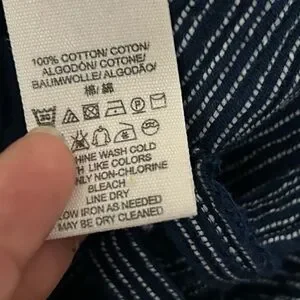 100% COTTON/ COTON/
ALGODÓN/ COTONE/
BAUMWOLLE/ ALGODÃO/
棉/ 綿
WASH COLD
LIKE COLORS
NON-CHLORINE
BLEACH
LINE DRY
IRON AS NEEDED
MAY BE DRY CLEANED